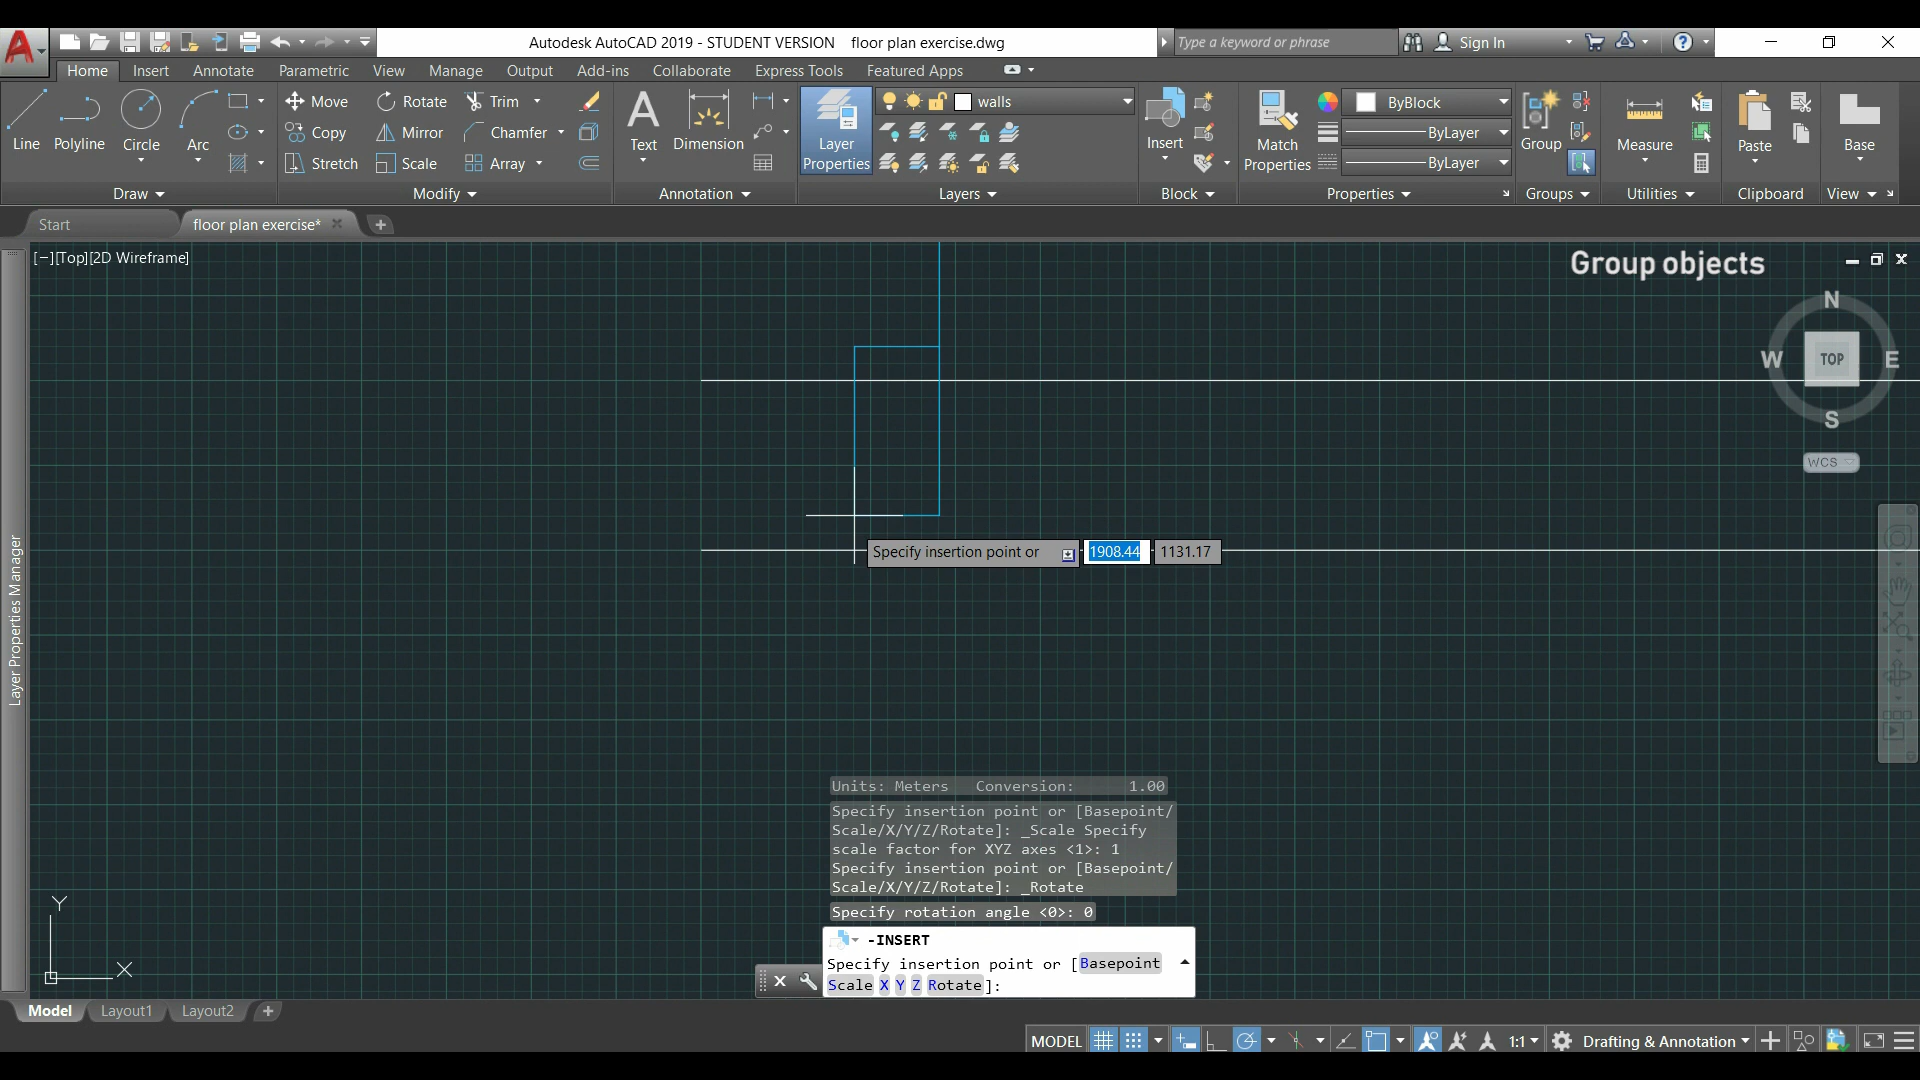 Autodesk AutoCAD 2019 - STUDENT VERSION floor plan exercise.dwg
Type a keyword or phrase
Sign In
Home Insert Annotate Parametric View Manage Output Add-ins Collaborate Express Tools Featured Apps
Line Polyline Circle Arc
Move Rotate Trim
Copy Mirror Chamfer
Stretch Scale Array
Text Dimension
Layer Properties
walls
Insert
Match Properties
ByBlock
ByLayer
ByLayer
Group
Measure
Paste
Base
Draw Modify Annotation Layers Block Properties Groups Utilities Clipboard View
Start floor plan exercise*
[−][Top][2D Wireframe]
Group objects
N
W TOP E
S
WCS
Layer Properties Manager
Specify insertion point or 1908.44 1131.17
Units: Meters Conversion: 1.00
Specify insertion point or [Basepoint/
Scale/X/Y/Z/Rotate]: _Scale Specify
scale factor for XYZ axes <1>: 1
Specify insertion point or [Basepoint/
Scale/X/Y/Z/Rotate]: _Rotate
Specify rotation angle <0>: 0
-INSERT
Specify insertion point or [Basepoint
Scale X Y Z Rotate]:
Y
X
Model Layout1 Layout2
MODEL 1:1 Drafting & Annotation